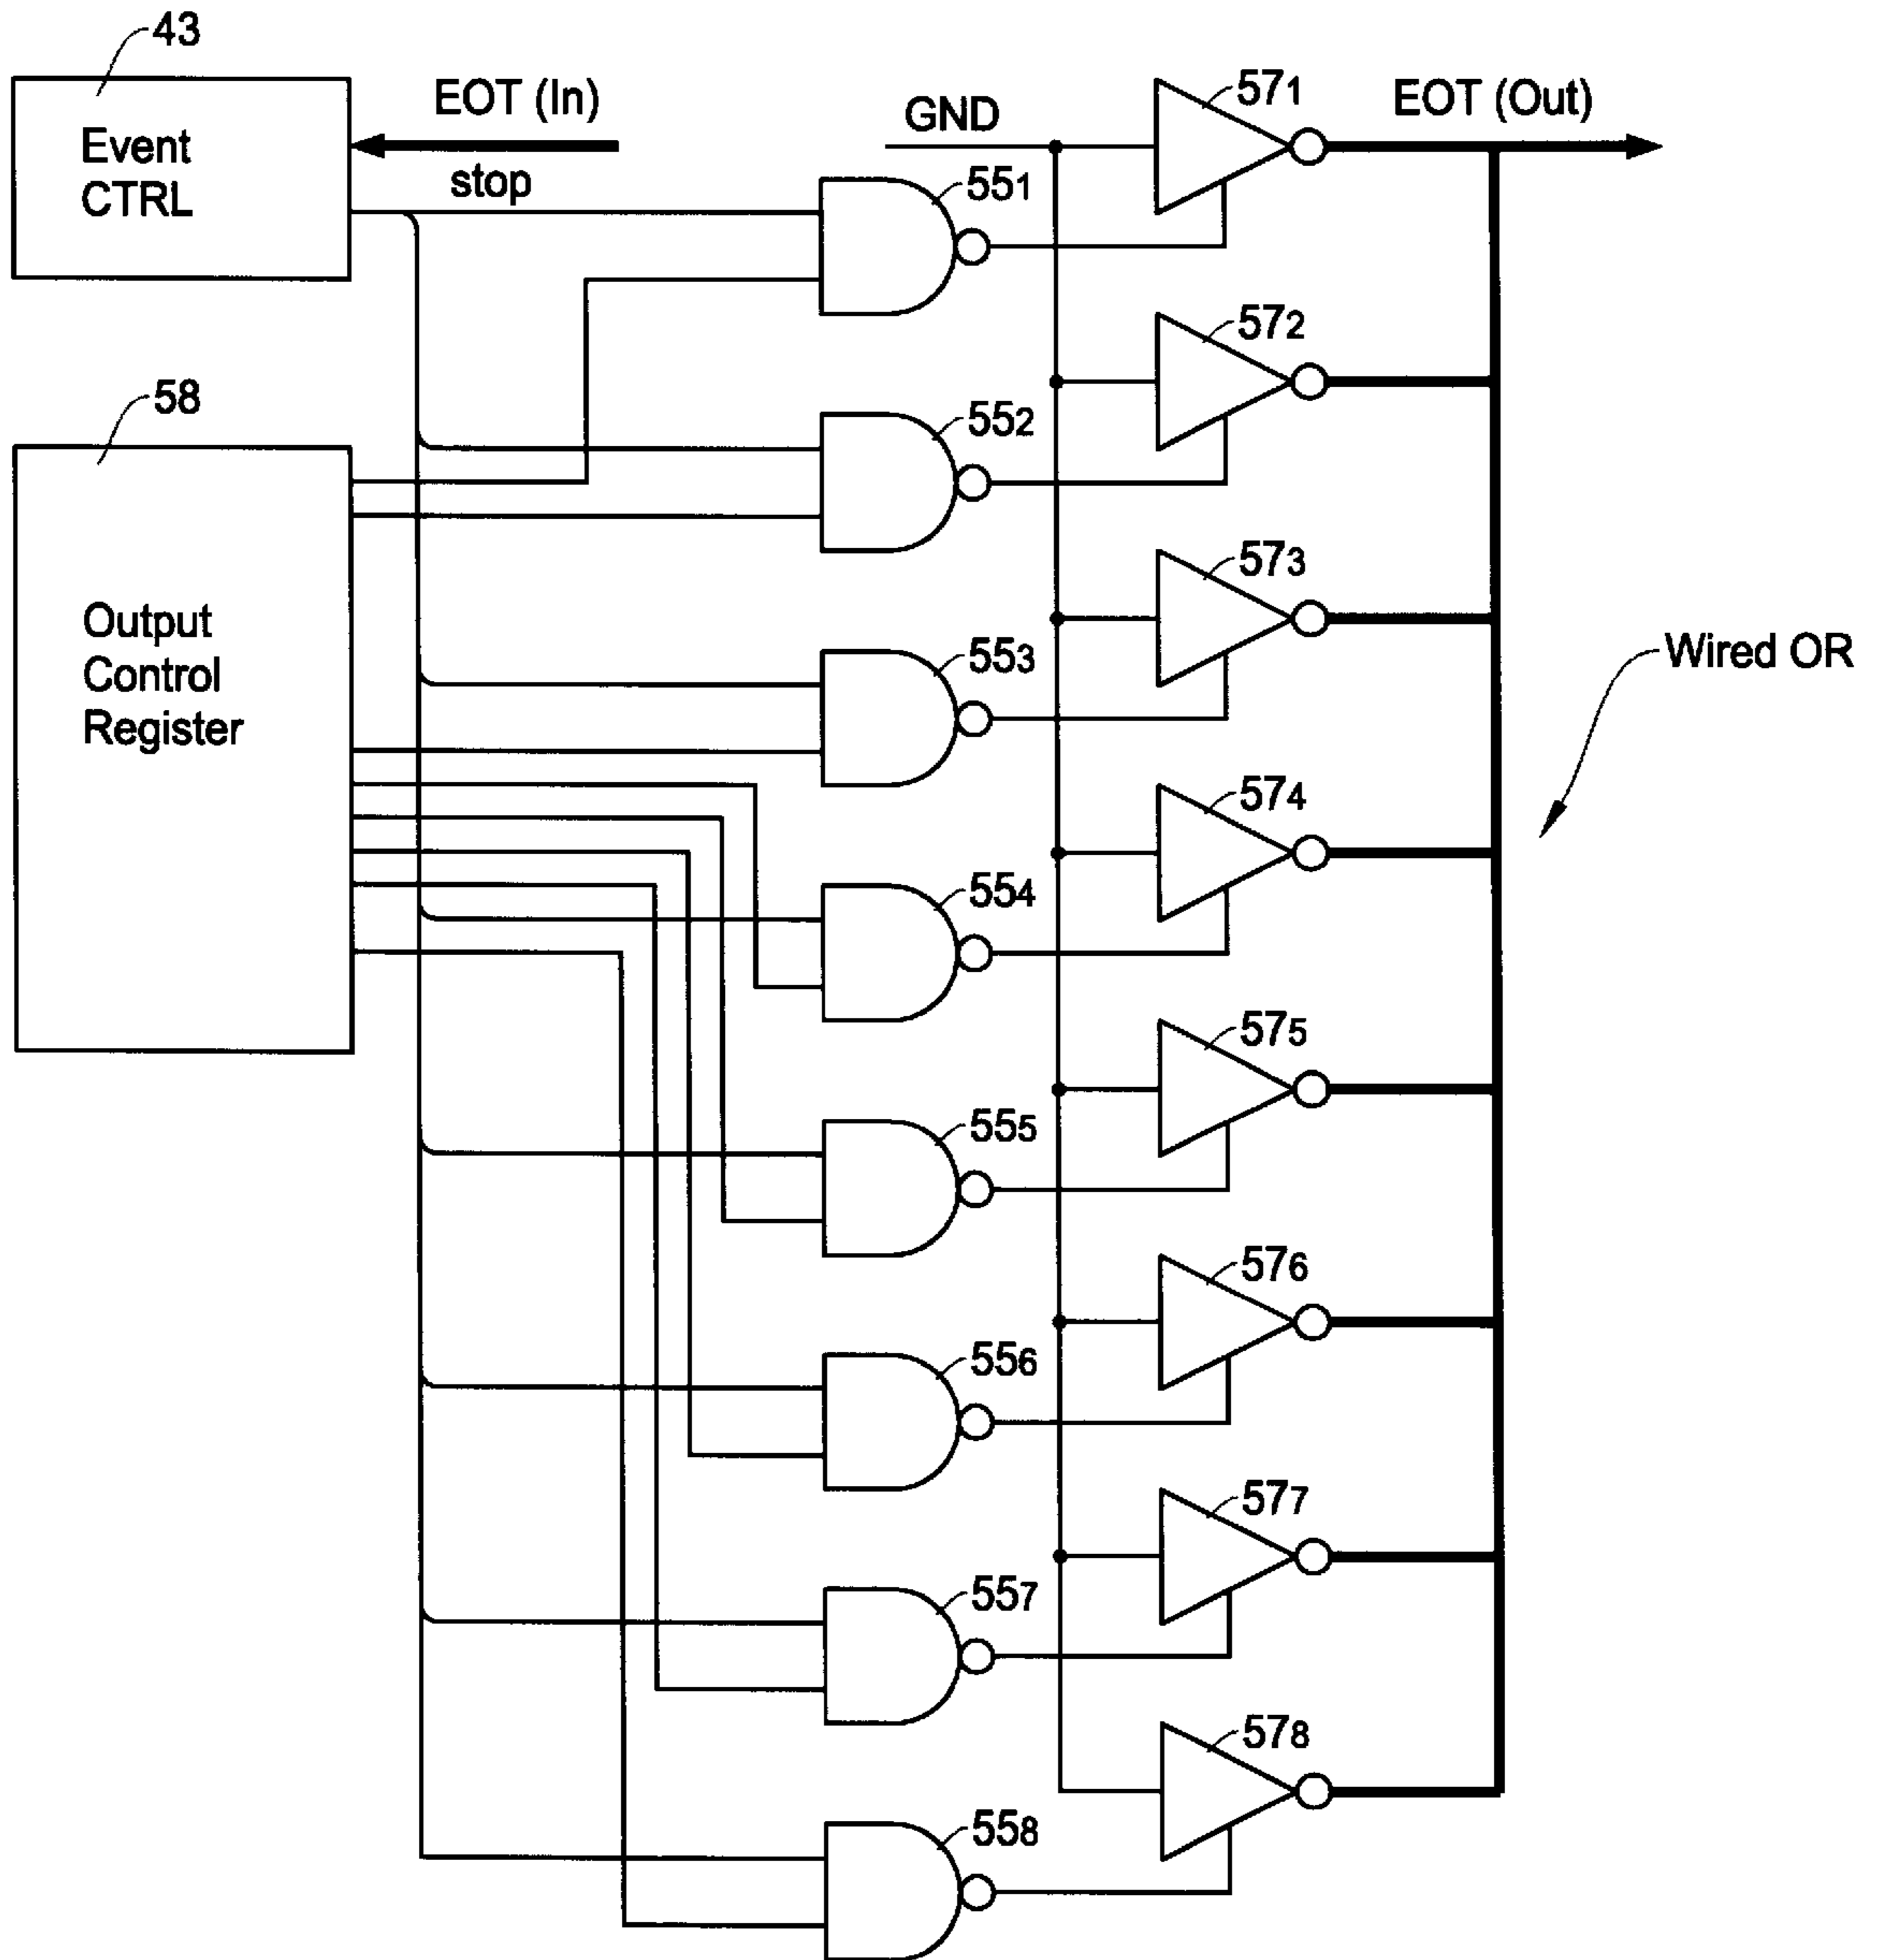 43
Event
CTRL
EOT (In)
stop
GND
571
EOT (Out)
551
572
552
58
Output
Control
Register
573
553
Wired OR
574
554
575
555
576
556
577
557
578
558